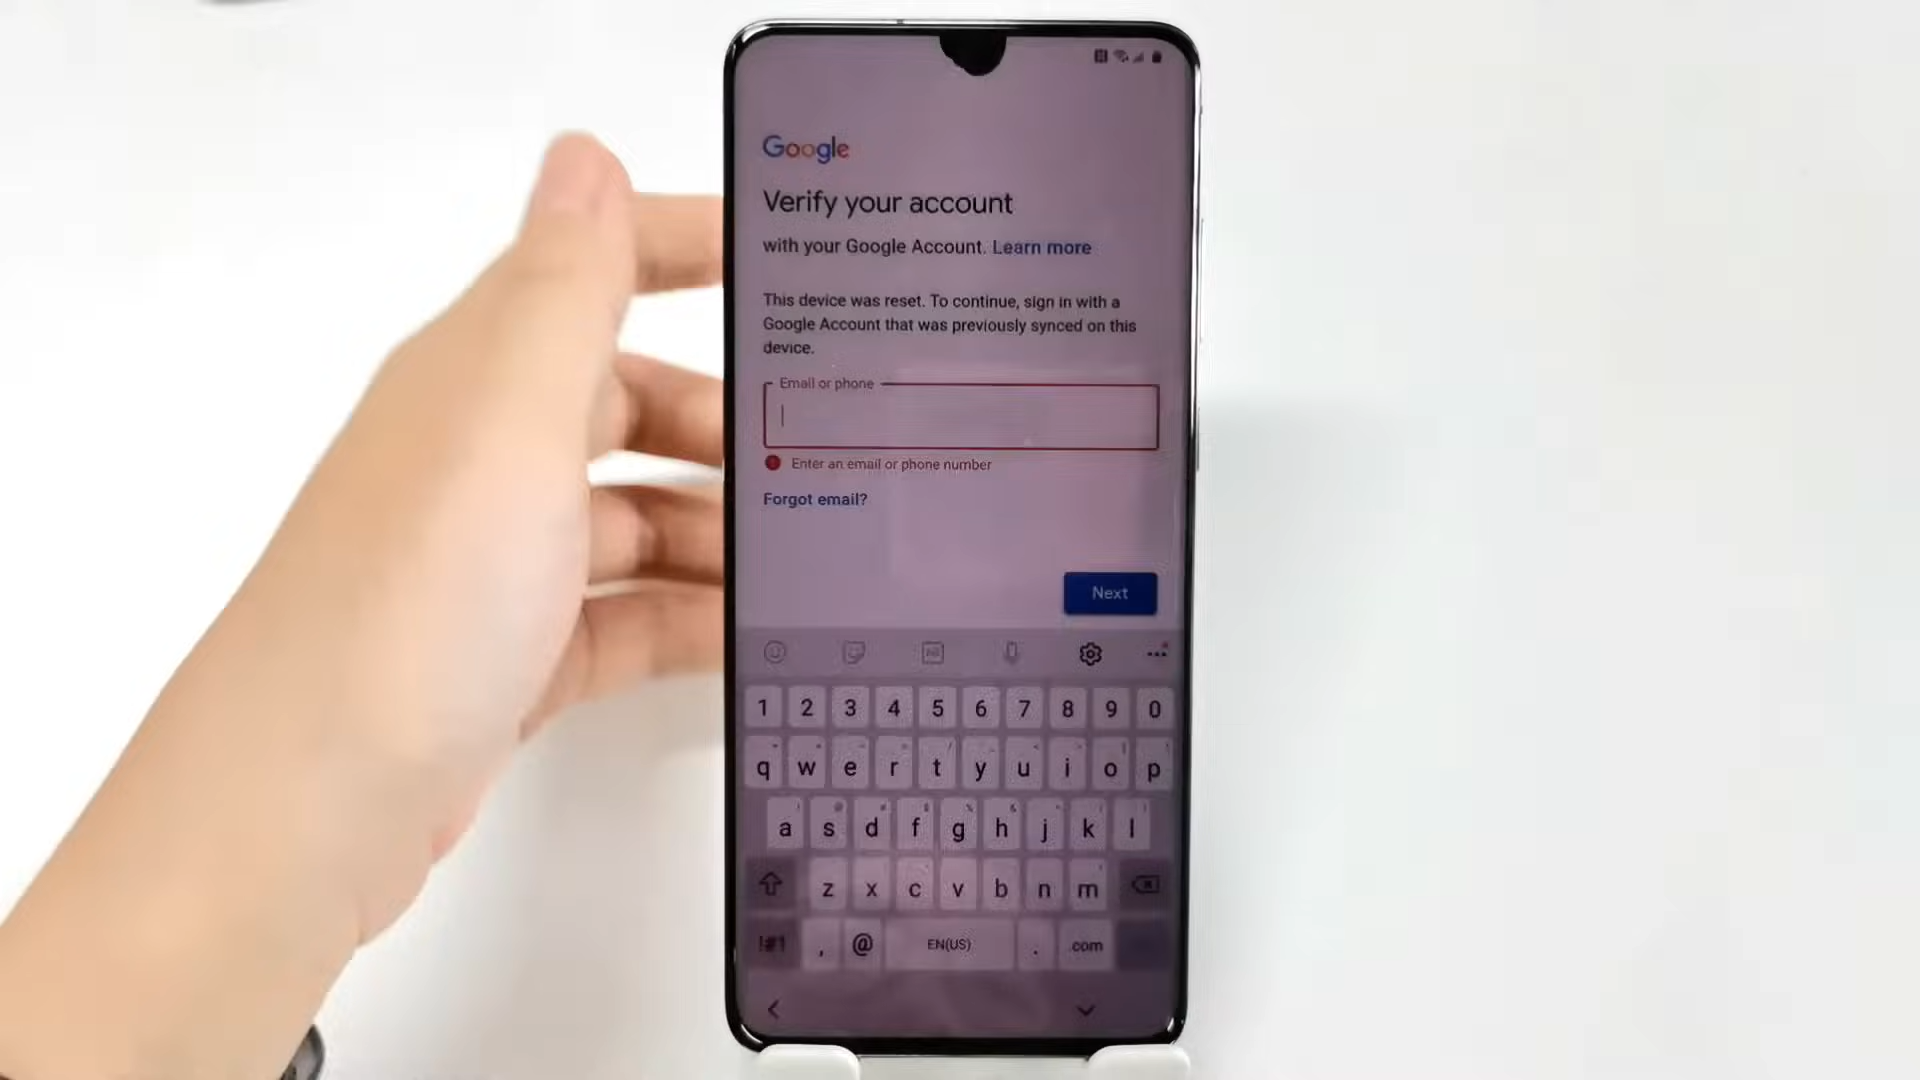 Google
Verify your account
with your Google Account. Learn more
This device was reset. To continue, sign in with a
Google Account that was previously synced on this
device.
Email or phone
Enter an email or phone number
Forgot email?
Next
1 2 3 4 5 6 7 8 9 0
q w e r t y u i o p
a s d f g h j k l
z x c v b n m
!#1 , @ EN(US) . .com